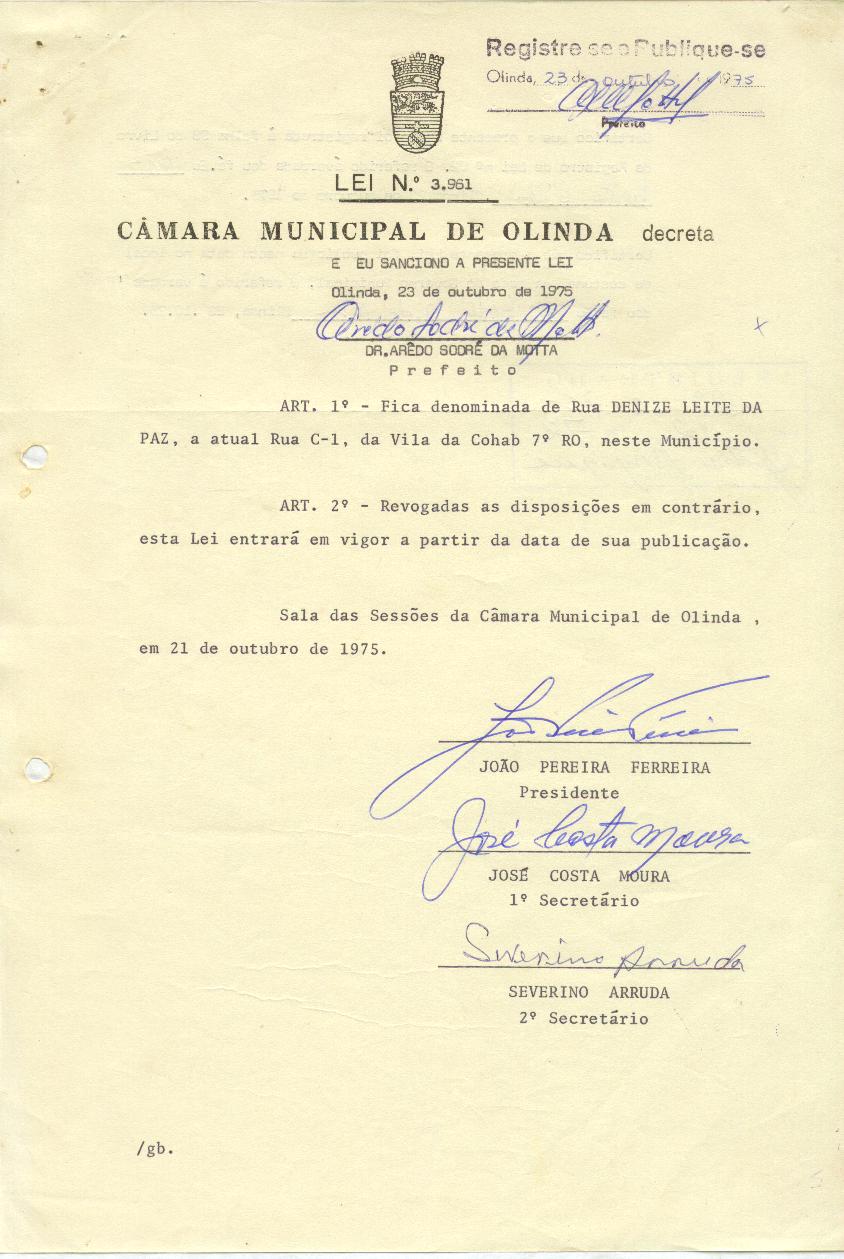 Registre-se e Publique-se
Olinda, 23 de outubro 1975
Prefeito
LEI N.º 3.961
CÂMARA MUNICIPAL DE OLINDA decreta
E EU SANCIONO A PRESENTE LEI
Olinda, 23 de outubro de 1975
Arêdo Sodré da Motta.
DR.ARÊDO SODRÉ DA MOTTA
Prefeito
ART. 1º - Fica denominada de Rua DENIZE LEITE DA
PAZ, a atual Rua C-1, da Vila da Cohab 7º RO, neste Município.
ART. 2º - Revogadas as disposições em contrário,
esta Lei entrará em vigor a partir da data de sua publicação.
Sala das Sessões da Câmara Municipal de Olinda ,
em 21 de outubro de 1975.
JOÃO PEREIRA FERREIRA
Presidente
José Costa Moura
JOSÉ COSTA MOURA
1º Secretário
Severino Arruda
SEVERINO ARRUDA
2º Secretário
/gb.